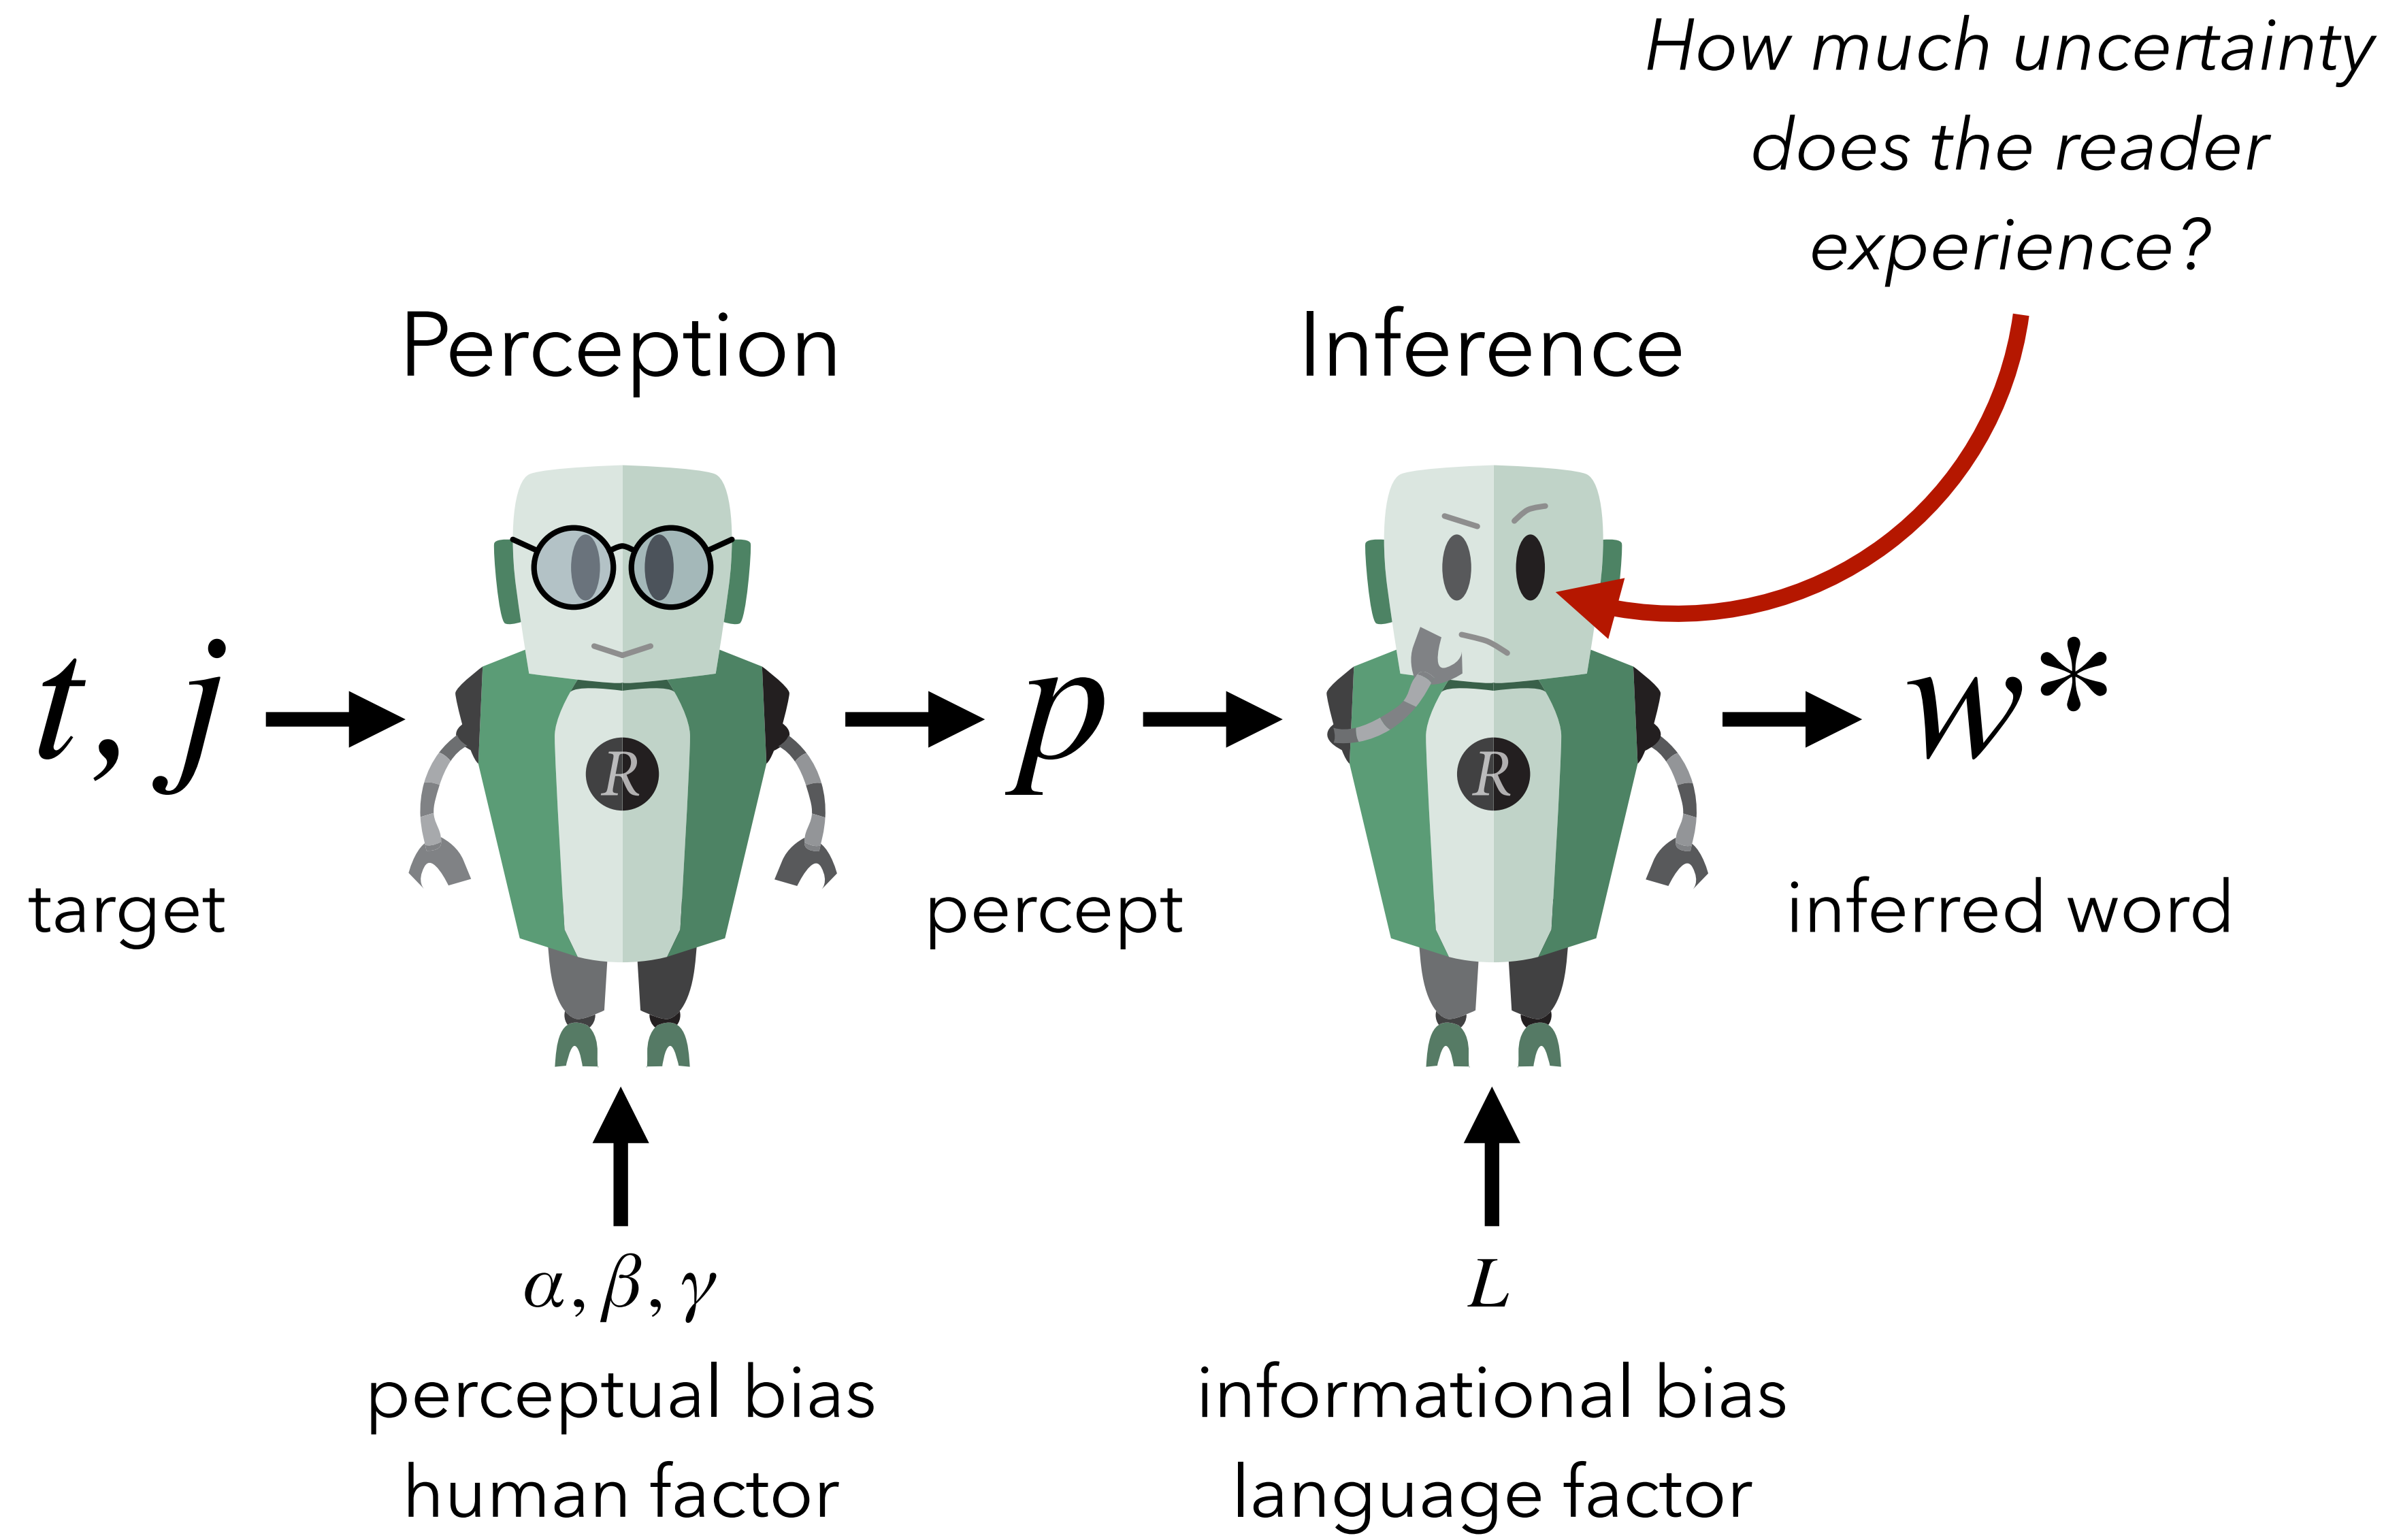 How much uncertainty
does the reader
experience?
Perception
Inference
t, j
p
w*
R
R
target
percept
inferred word
α, β, γ
L
perceptual bias
human factor
informational bias
language factor